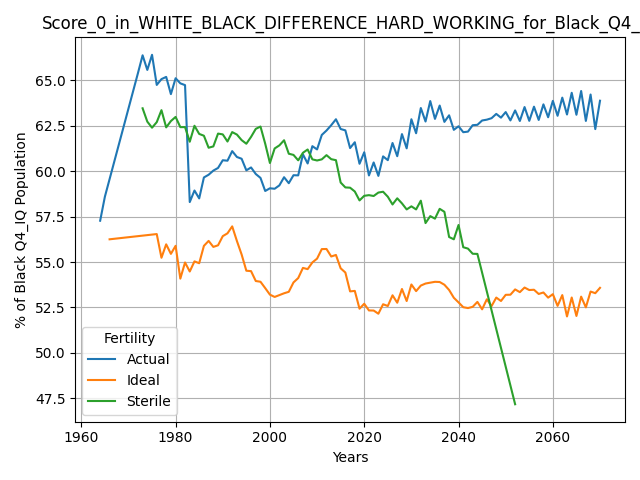 Score_0_in_WHITE_BLACK_DIFFERENCE_HARD_WORKING_for_Black_Q4_
% of Black Q4_IQ Population
65.0
62.5
60.0
57.5
55.0
52.5
50.0
47.5
Fertility
Actual
Ideal
Sterile
1960
1980
2000
2020
2040
2060
Years